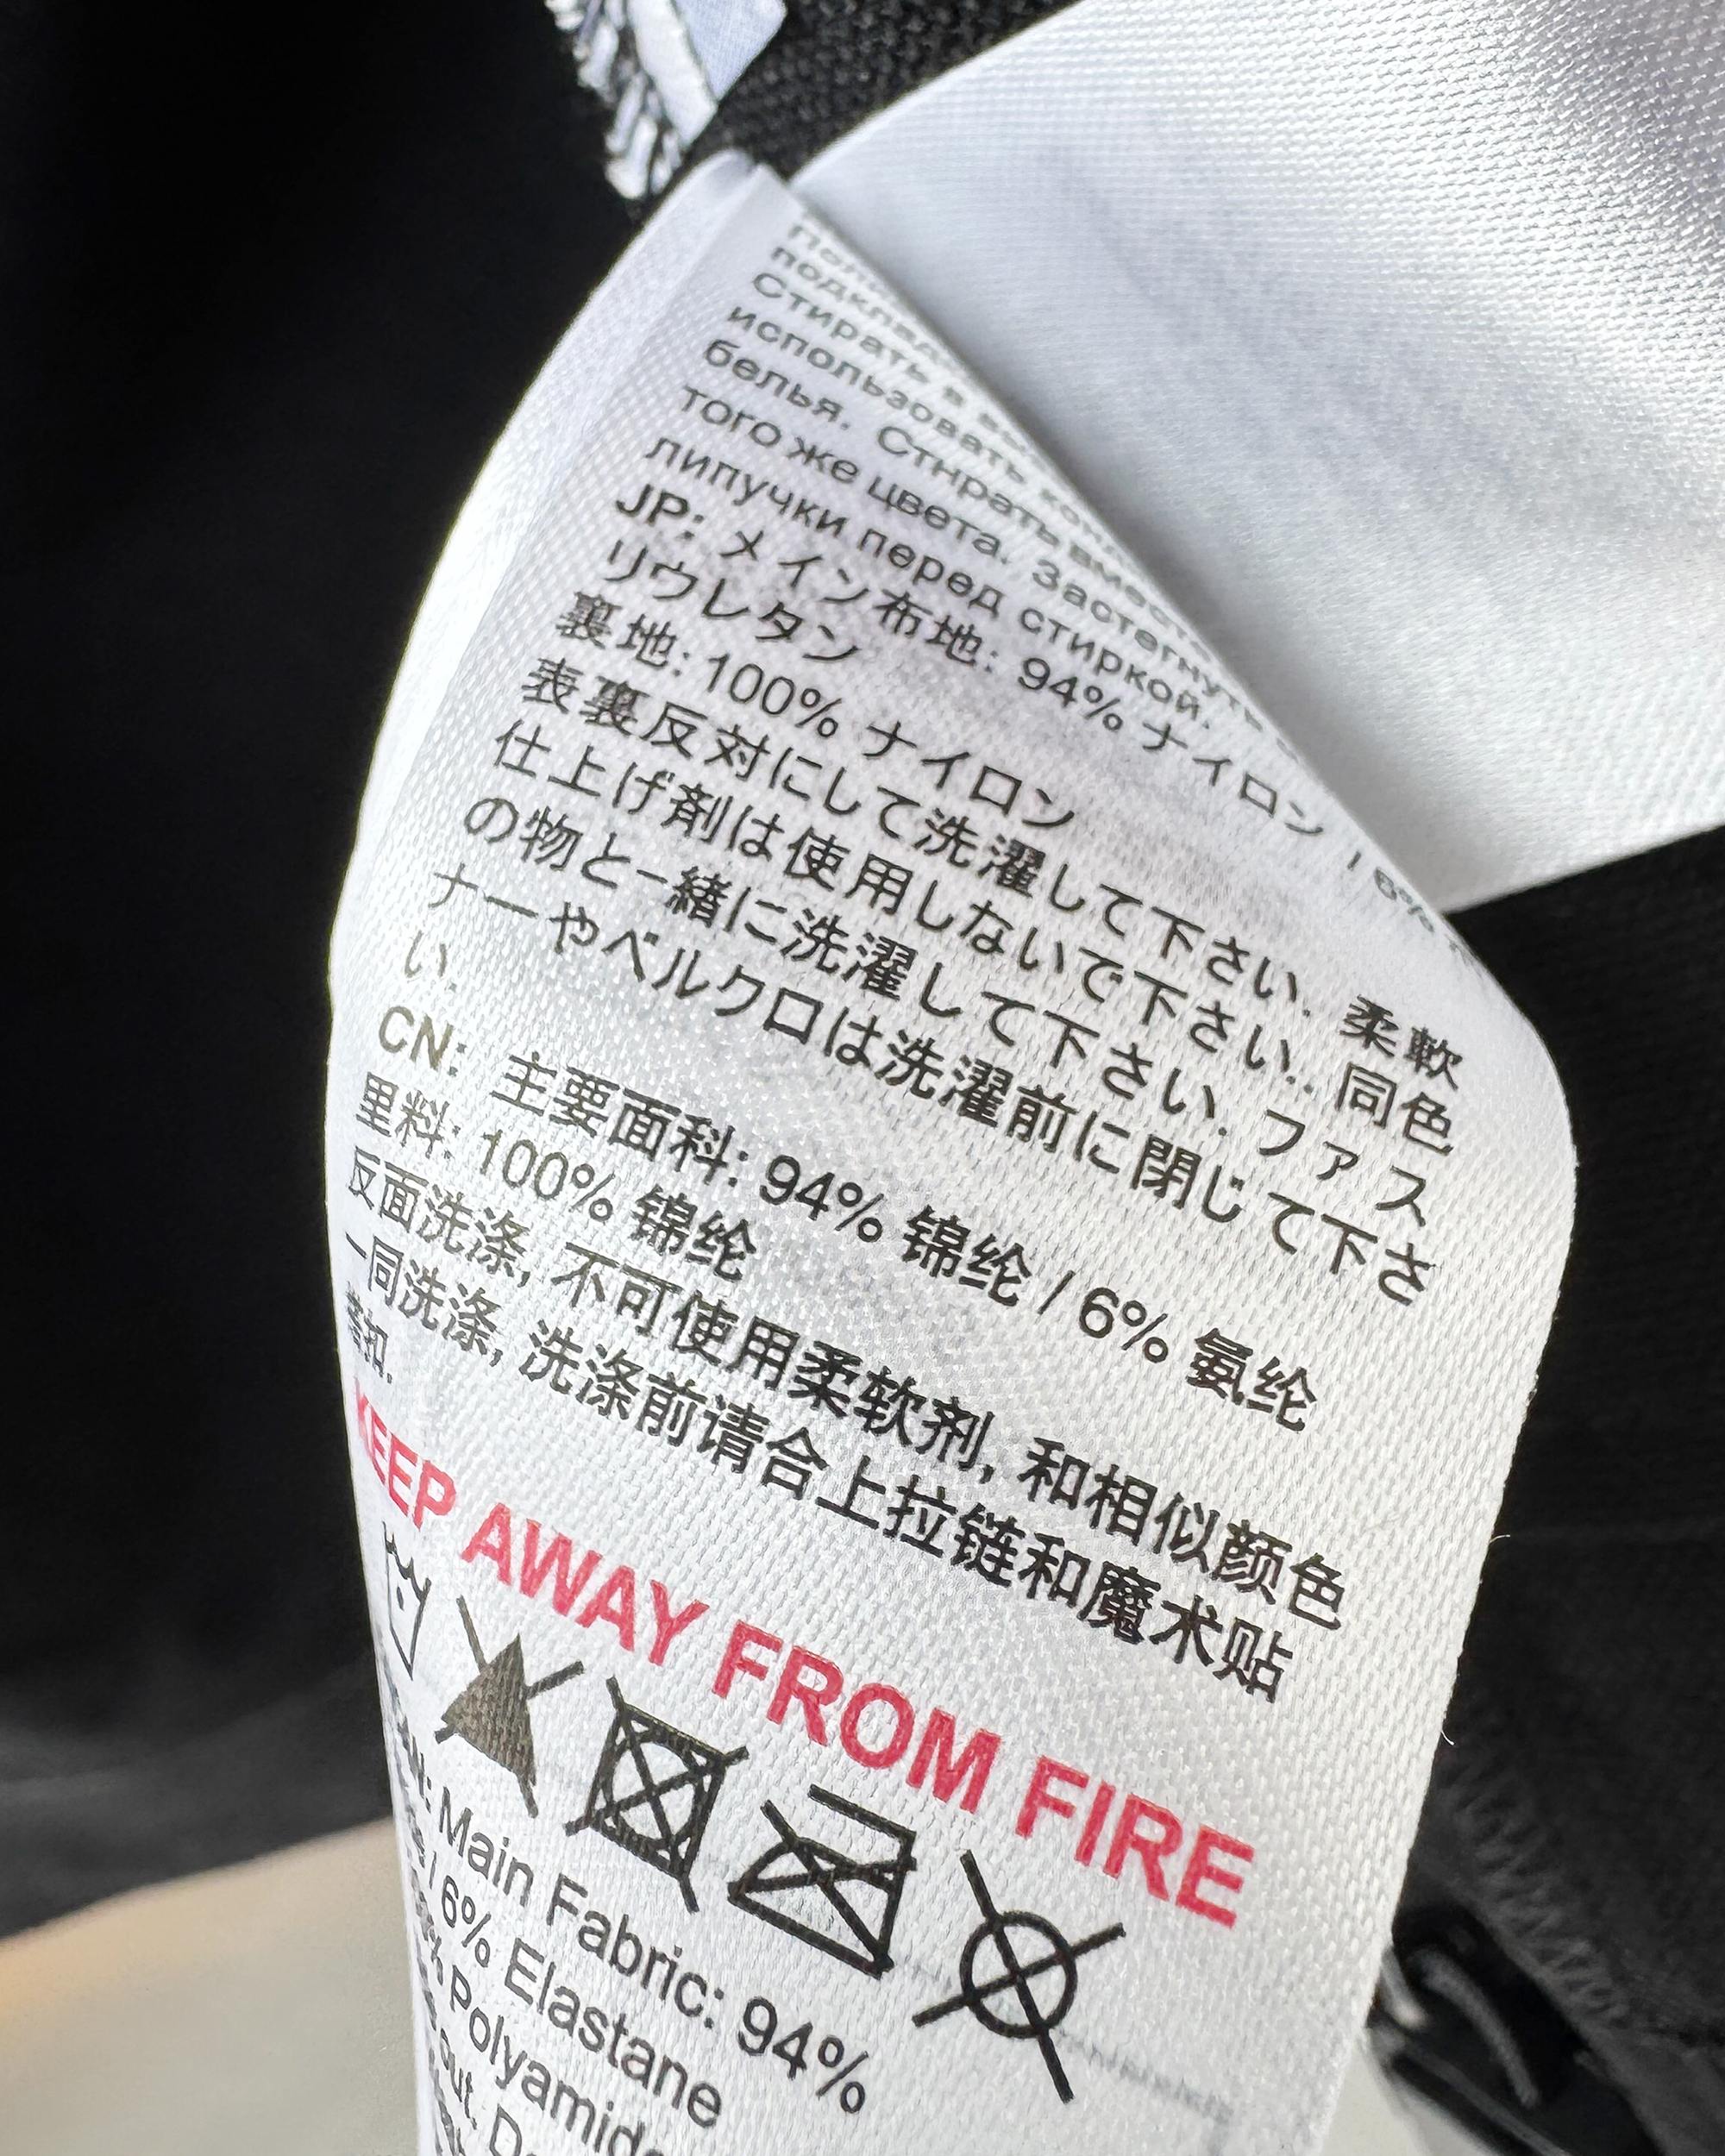 подклад
Стирать в
использовать
белья. Стнрать вместе
того же цвета. Застегнуть
липучки перед стиркой.
JP: メイン布地: 94% ナイロン / 6%
リウレタン
裏地: 100% ナイロン
表裏反対にして洗濯して下さい. 柔軟
仕上げ剤は使用しないで下さい.. 同色
の物と一緒に洗濯して下さい. ファス
ナーやベルクロは洗濯前に閉じて下さ
い.
CN: 主要面科: 94% 锦纶 / 6% 氨纶
里料: 100% 锦纶
反面洗涤, 不可使用柔软剂, 和相似颜色
一同洗涤, 洗涤前请合上拉链和魔术贴
着扣.
KEEP AWAY FROM FIRE
EN: Main Fabric: 94%
/ 6% Elastane
Polyamide
out.